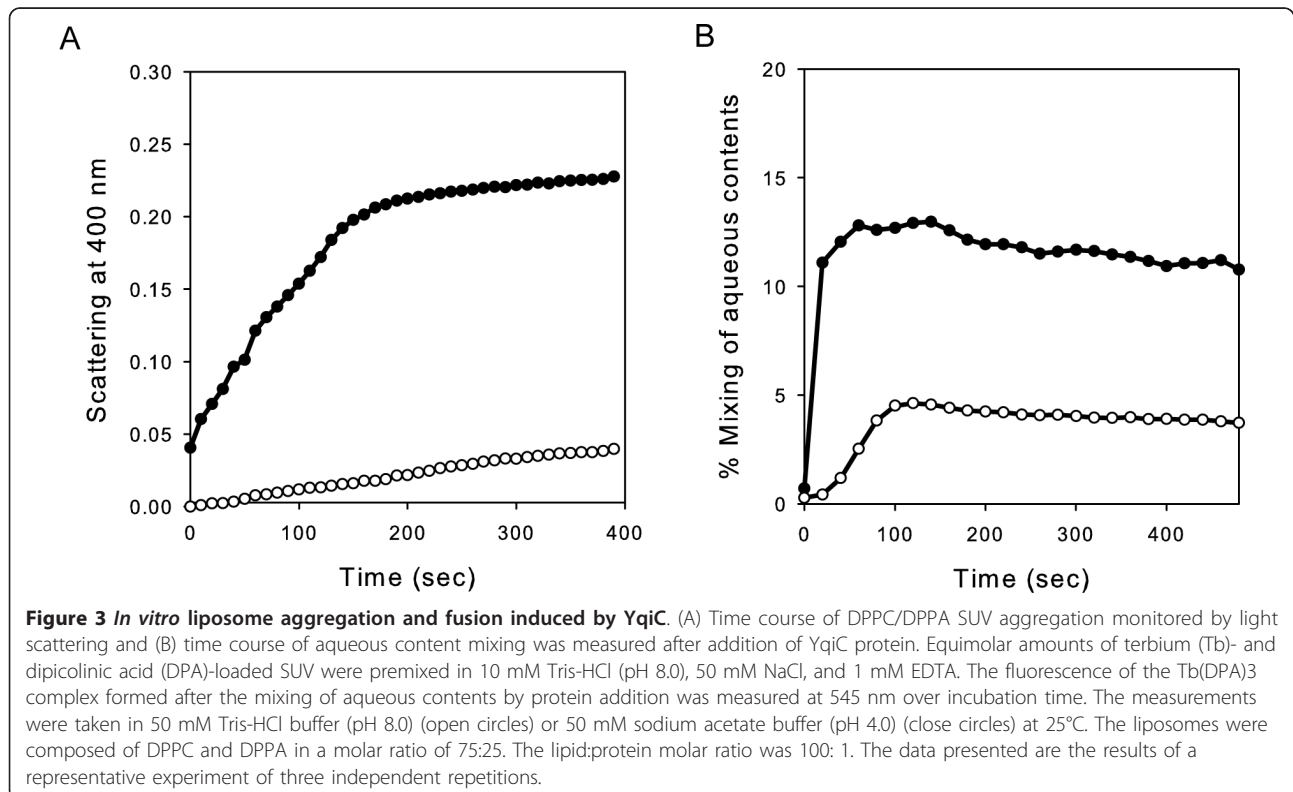 A
0.30
0.25
0.20
0.15
0.10
0.05
0.00
Scattering at 400 nm
0
100
200
300
400
Time (sec)
B
20
15
10
5
0
% Mixing of aqueous contents
0
100
200
300
400
Time (sec)
Figure 3 In vitro liposome aggregation and fusion induced by YqiC. (A) Time course of DPPC/DPPA SUV aggregation monitored by light
scattering and (B) time course of aqueous content mixing was measured after addition of YqiC protein. Equimolar amounts of terbium (Tb)- and
dipicolinic acid (DPA)-loaded SUV were premixed in 10 mM Tris-HCl (pH 8.0), 50 mM NaCl, and 1 mM EDTA. The fluorescence of the Tb(DPA)3
complex formed after the mixing of aqueous contents by protein addition was measured at 545 nm over incubation time. The measurements
were taken in 50 mM Tris-HCl buffer (pH 8.0) (open circles) or 50 mM sodium acetate buffer (pH 4.0) (close circles) at 25°C. The liposomes were
composed of DPPC and DPPA in a molar ratio of 75:25. The lipid:protein molar ratio was 100: 1. The data presented are the results of a
representative experiment of three independent repetitions.